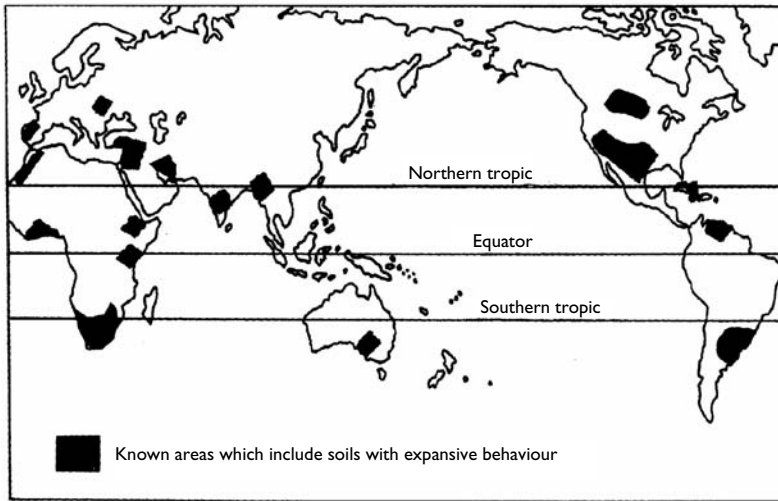 Northern tropic
Equator
Southern tropic
Known areas which include soils with expansive behaviour